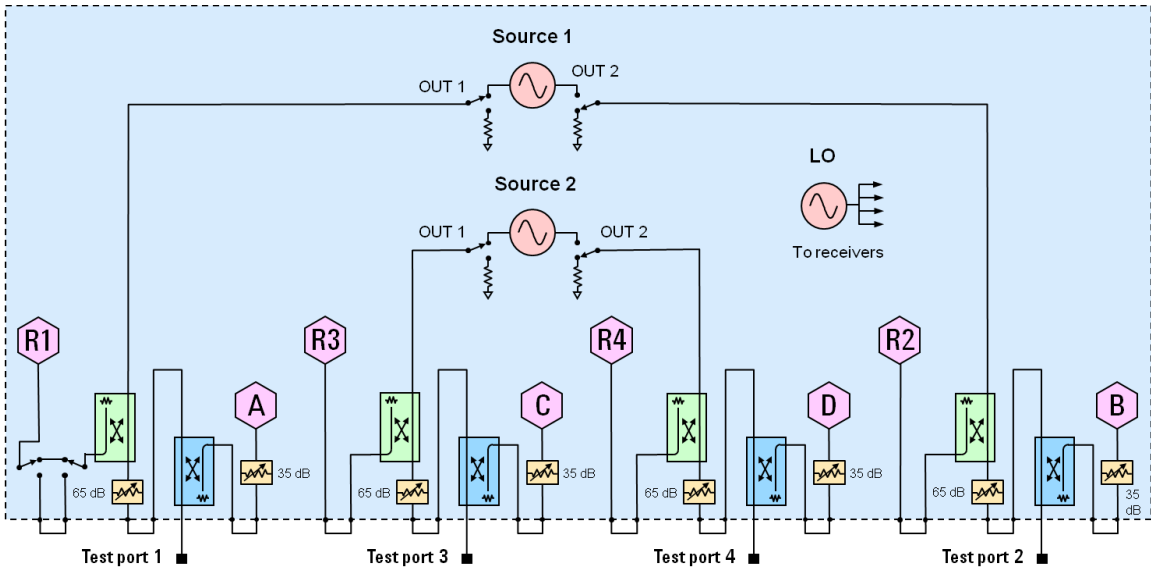 Source 1
OUT 1
OUT 2
LO
Source 2
OUT 1
OUT 2
To receivers
R1
R3
R4
R2
A
C
D
B
35 dB
35 dB
35 dB
35
dB
65 dB
65 dB
65 dB
65 dB
Test port 1
Test port 3
Test port 4
Test port 2